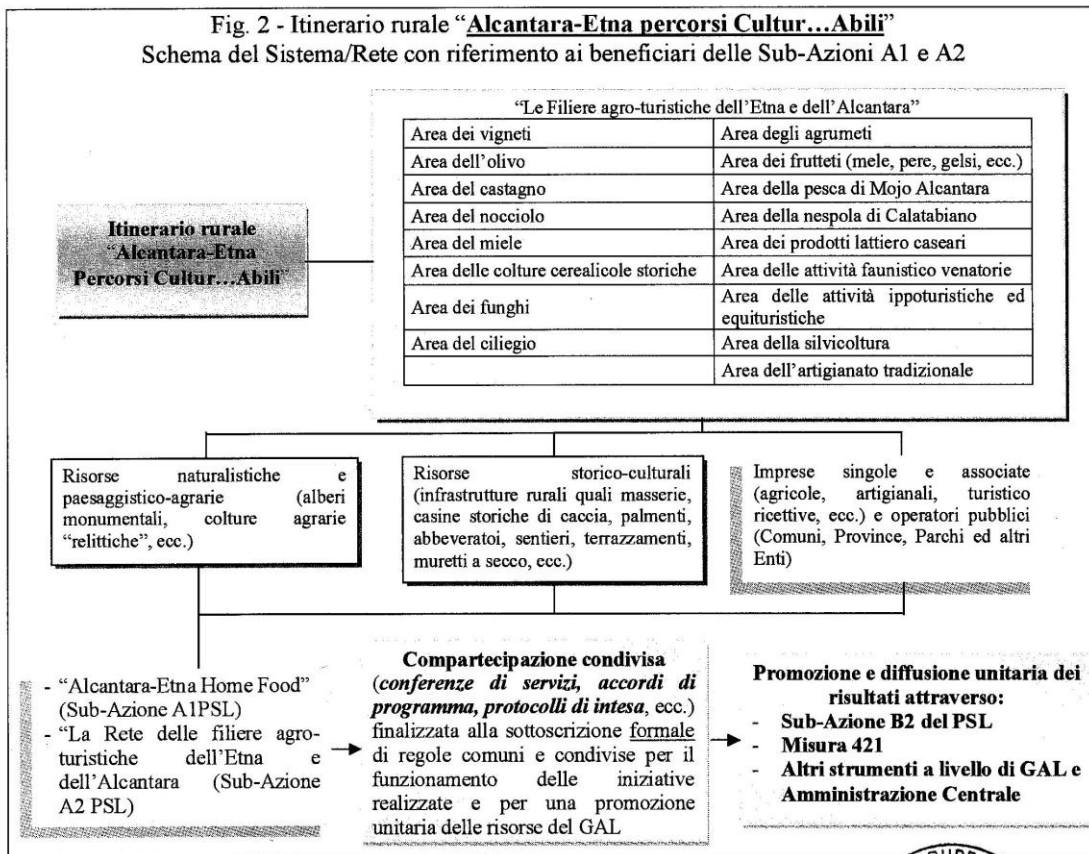 Fig. 2 - Itinerario rurale “Alcantara-Etna percorsi Cultur…Abili”
Schema del Sistema/Rete con riferimento ai beneficiari delle Sub-Azioni A1 e A2
“Le Filiere agro-turistiche dell’Etna e dell’Alcantara”
Area dei vigneti
Area degli agrumeti
Area dell’olivo
Area dei frutteti (mele, pere, gelsi, ecc.)
Area del castagno
Area della pesca di Mojo Alcantara
Area del nocciolo
Area della nespola di Calatabiano
Area del miele
Area dei prodotti lattiero caseari
Area delle colture cerealicole storiche
Area delle attività faunistico venatorie
Area dei funghi
Area delle attività ippoturistiche ed
equituristiche
Area del ciliegio
Area della silvicoltura
Area dell’artigianato tradizionale
Itinerario rurale
“Alcantara-Etna
Percorsi Cultur…Abili”
Risorse naturalistiche e
paesaggistico-agrarie (alberi
monumentali, colture agrarie
“relittiche”, ecc.)
Risorse storico-culturali
(infrastrutture rurali quali masserie,
casine storiche di caccia, palmenti,
abbeveratoi, sentieri, terrazzamenti,
muretti a secco, ecc.)
Imprese singole e associate
(agricole, artigianali, turistico
ricettive, ecc.) e operatori pubblici
(Comuni, Province, Parchi ed altri
Enti)
- “Alcantara-Etna Home Food”
(Sub-Azione A1PSL)
- “La Rete delle filiere agro-
turistiche dell’Etna e
dell’Alcantara (Sub-Azione
A2 PSL)
Compartecipazione condivisa
(conferenze di servizi, accordi di
programma, protocolli di intesa, ecc.)
finalizzata alla sottoscrizione formale
di regole comuni e condivise per il
funzionamento delle iniziative
realizzate e per una promozione
unitaria delle risorse del GAL
Promozione e diffusione unitaria dei
risultati attraverso:
- Sub-Azione B2 del PSL
- Misura 421
- Altri strumenti a livello di GAL e
Amministrazione Centrale